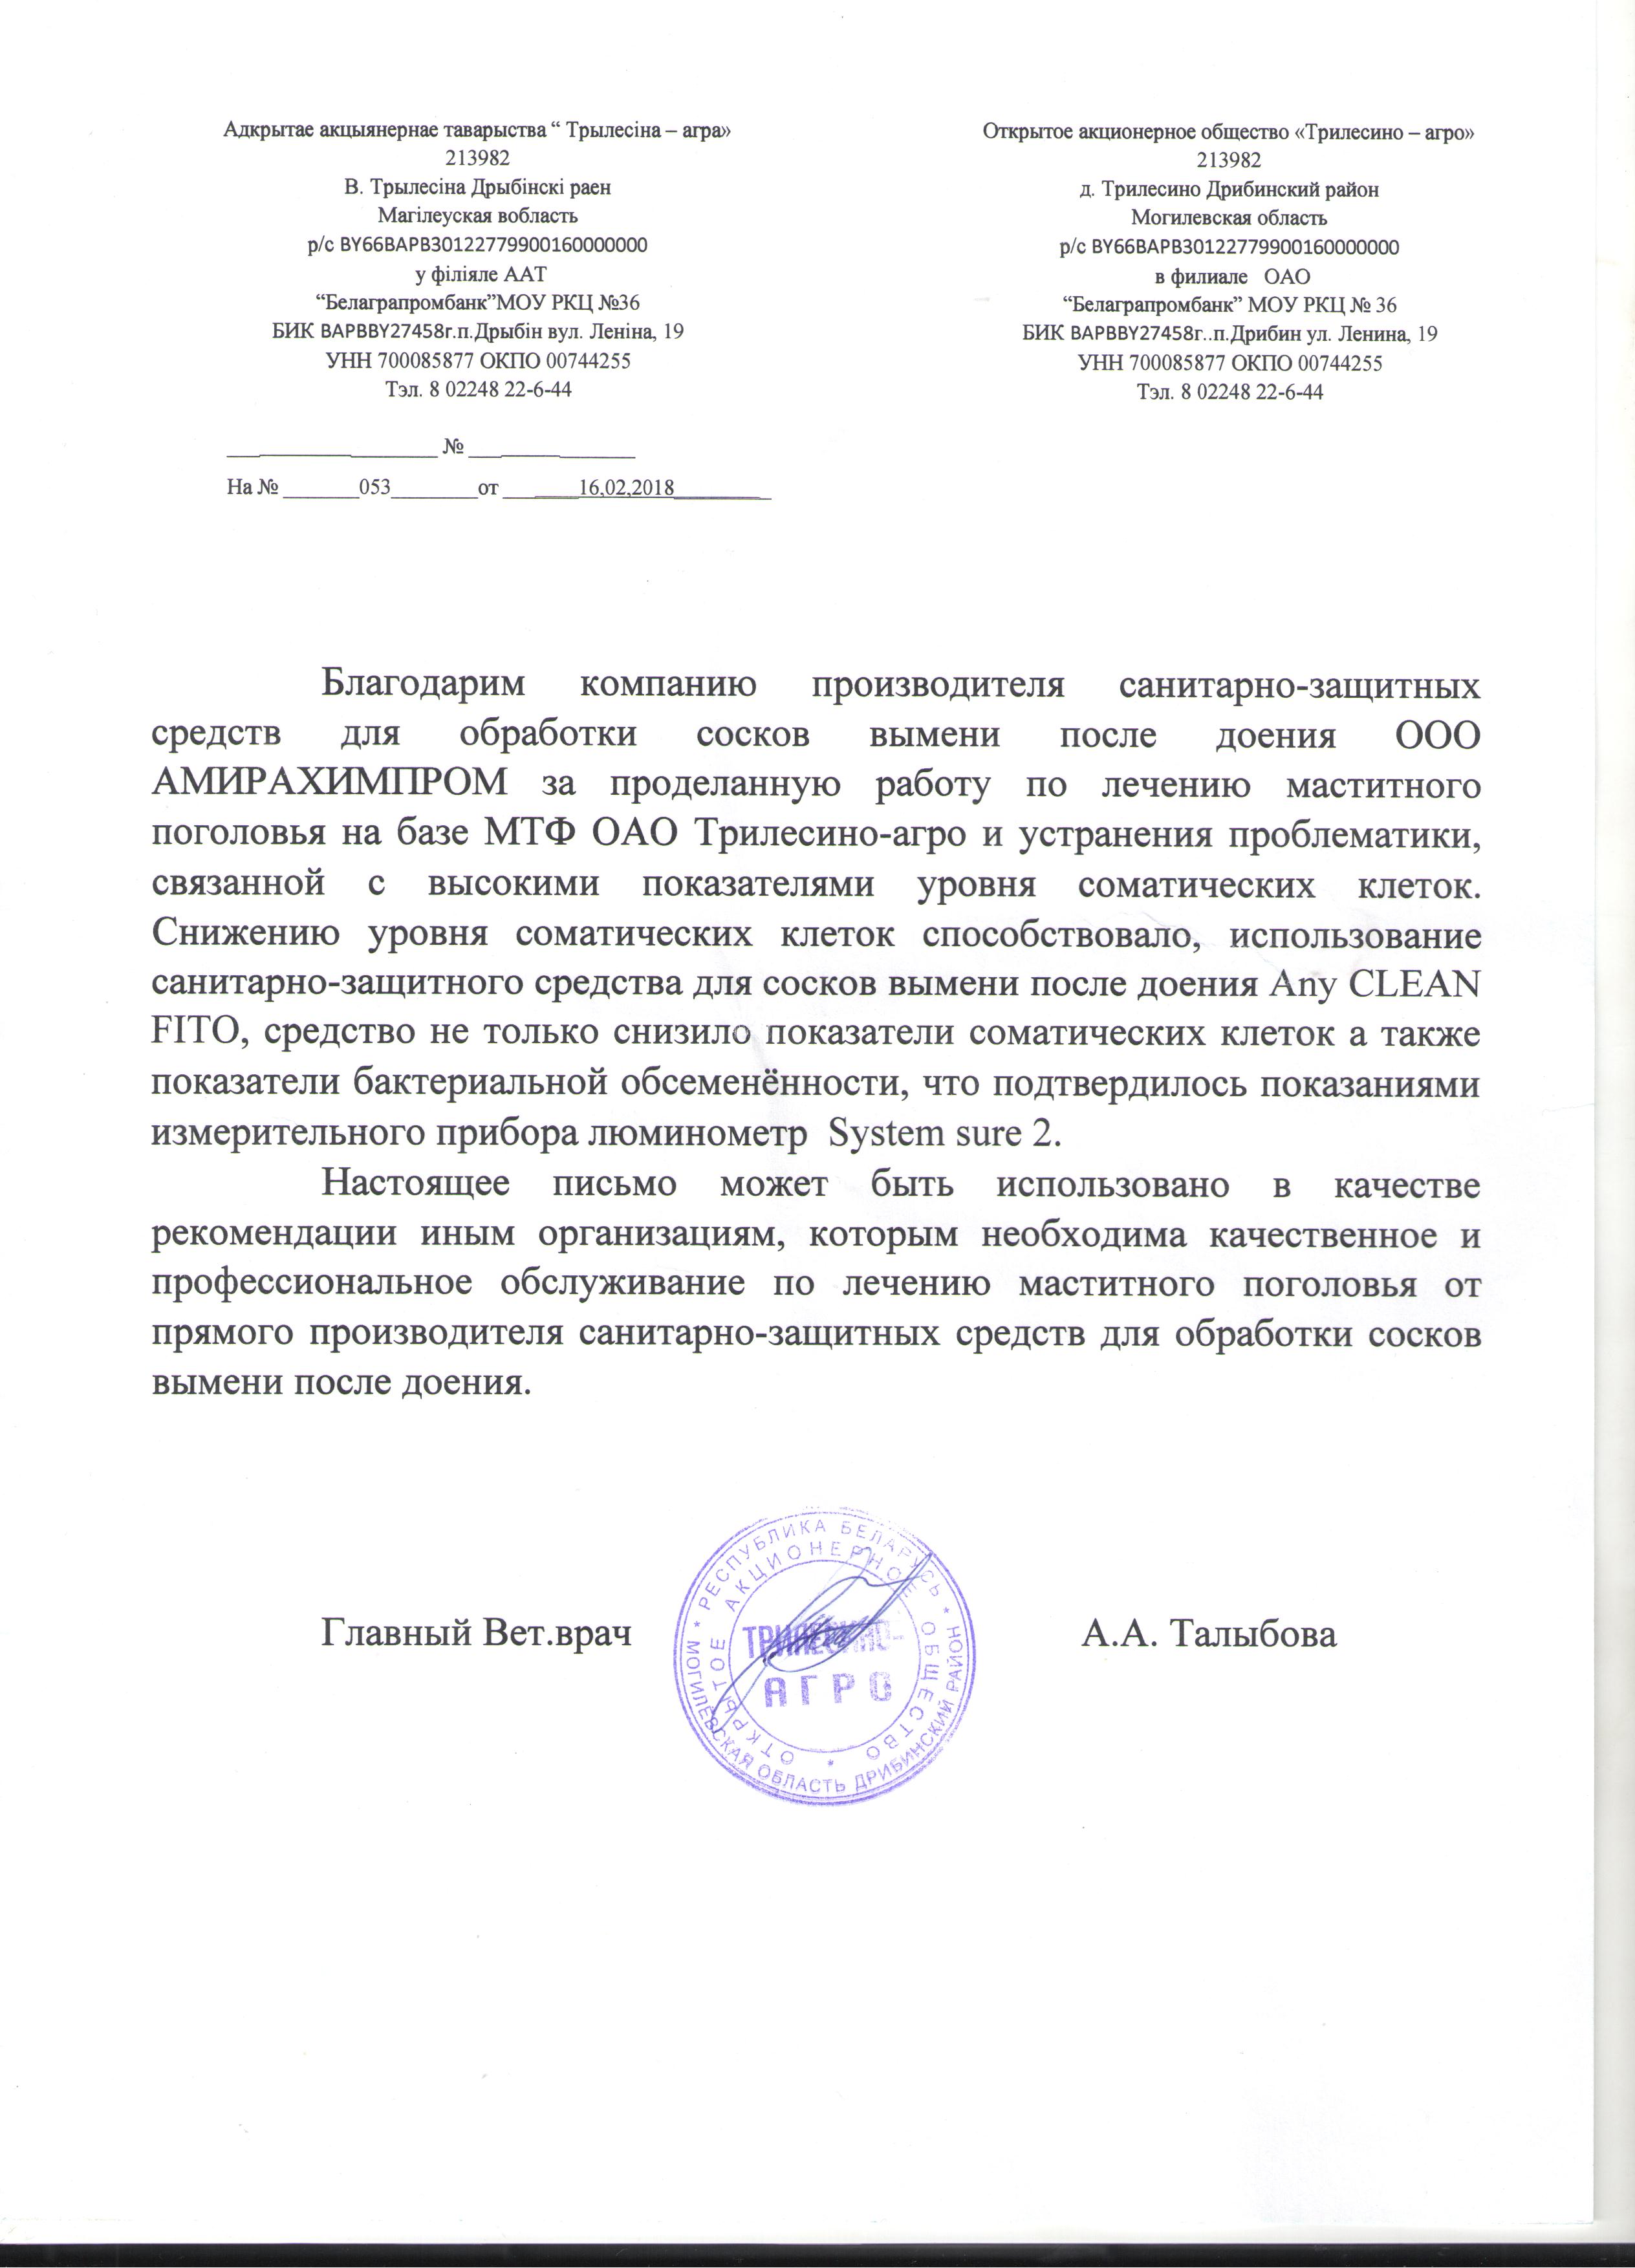 Адкрытае акцыянернае таварыства “ Трылесіна – агра»
213982
В. Трылесіна Дрыбінскі раен
Магілеуская вобласть
р/с BY66BAPB30122779900160000000
у філіяле ААТ
“Белаграпромбанк”МОУ РКЦ №36
БИК BAPBBY27458г.п.Дрыбін вул. Леніна, 19
УНН 700085877 ОКПО 00744255
Тэл. 8 02248 22-6-44
Открытое акционерное общество «Трилесино – агро»
213982
д. Трилесино Дрибинский район
Могилевская область
р/с BY66BAPB30122779900160000000
в филиале ОАО
“Белаграпромбанк” МОУ РКЦ № 36
БИК BAPBBY27458г..п.Дрибин ул. Ленина, 19
УНН 700085877 ОКПО 00744255
Тэл. 8 02248 22-6-44
___________________ № _______________
На № _______053________от _______16,02,2018_________
Благодарим компанию производителя санитарно-защитных
средств для обработки сосков вымени после доения ООО
АМИРАХИМПРОМ за проделанную работу по лечению маститного
поголовья на базе МТФ ОАО Трилесино-агро и устранения проблематики,
связанной с высокими показателями уровня соматических клеток.
Снижению уровня соматических клеток способствовало, использование
санитарно-защитного средства для сосков вымени после доения Any CLEAN
FITO, средство не только снизило показатели соматических клеток а также
показатели бактериальной обсеменённости, что подтвердилось показаниями
измерительного прибора люминометр System sure 2.
Настоящее письмо может быть использовано в качестве
рекомендации иным организациям, которым необходима качественное и
профессиональное обслуживание по лечению маститного поголовья от
прямого производителя санитарно-защитных средств для обработки сосков
вымени после доения.
Главный Вет.врач
А.А. Талыбова
* РЕСПУБЛИКА БЕЛАРУСЬ *
МОГИЛЁВСКАЯ ОБЛАСТЬ ДРИБИНСКИЙ РАЙОН
ОТКРЫТОЕ АКЦИОНЕРНОЕ ОБЩЕСТВО *
ТРИЛЕСИНО-
АГРО